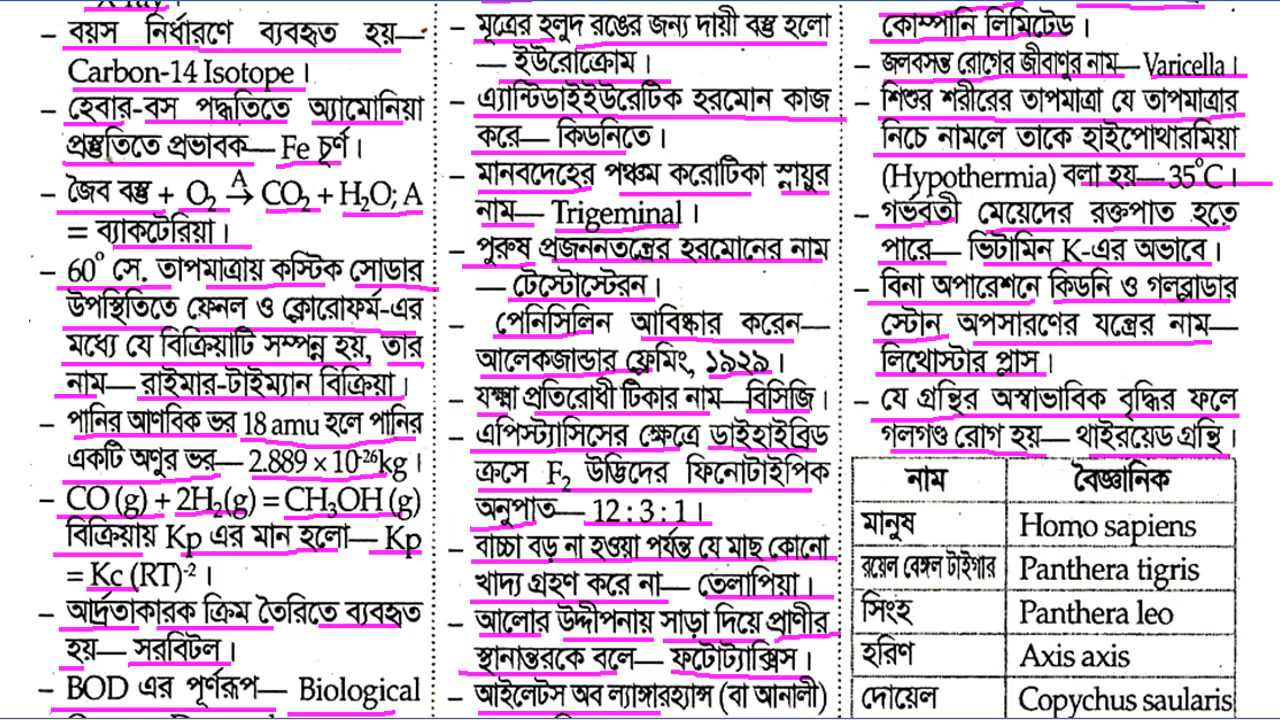 X-ray।
– বয়স নির্ধারণে ব্যবহৃত হয়—
Carbon-14 Isotope।
– হেবার-বস পদ্ধতিতে অ্যামোনিয়া
প্রস্তুতিতে প্রভাবক— Fe চূর্ণ।
– জৈব বস্তু + O₂ →(A) CO₂ + H₂O; A
= ব্যাকটেরিয়া।
– 60° সে. তাপমাত্রায় কস্টিক সোডার
উপস্থিতিতে ফেনল ও ক্লোরোফর্ম-এর
মধ্যে যে বিক্রিয়াটি সম্পন্ন হয়, তার
নাম— রাইমার-টাইম্যান বিক্রিয়া।
– পানির আণবিক ভর 18 amu হলে পানির
একটি অণুর ভর— 2.889 × 10⁻²⁶kg।
– CO (g) + 2H₂(g) = CH₃OH (g)
বিক্রিয়ায় Kp এর মান হলো— Kp
= Kc (RT)⁻²।
– আর্দ্রতাকারক ক্রিম তৈরিতে ব্যবহৃত
হয়— সরবিটল।
– BOD এর পূর্ণরূপ— Biological
– মূত্রের হলুদ রঙের জন্য দায়ী বস্তু হলো
— ইউরোক্রোম।
– এ্যান্টিডাইইউরেটিক হরমোন কাজ
করে— কিডনিতে।
– মানবদেহের পঞ্চম করোটিকা স্নায়ুর
নাম— Trigeminal।
– পুরুষ প্রজননতন্ত্রের হরমোনের নাম
— টেস্টোস্টেরন।
– পেনিসিলিন আবিষ্কার করেন—
আলেকজান্ডার ফ্লেমিং, ১৯২৯।
– যক্ষ্মা প্রতিরোধী টিকার নাম—বিসিজি।
– এপিস্ট্যাসিসের ক্ষেত্রে ডাইহাইব্রিড
ক্রসে F₂ উদ্ভিদের ফিনোটাইপিক
অনুপাত— 12 : 3 : 1।
– বাচ্চা বড় না হওয়া পর্যন্ত যে মাছ কোনো
খাদ্য গ্রহণ করে না— তেলাপিয়া।
– আলোর উদ্দীপনায় সাড়া দিয়ে প্রাণীর
স্থানান্তরকে বলে— ফটোট্যাক্সিস।
– আইলেটস অব ল্যাঙ্গারহ্যান্স (বা আনালী)
কোম্পানি লিমিটেড।
– জলবসন্ত রোগের জীবাণুর নাম— Varicella।
– শিশুর শরীরের তাপমাত্রা যে তাপমাত্রার
নিচে নামলে তাকে হাইপোথারমিয়া
(Hypothermia) বলা হয়—35°C।
– গর্ভবতী মেয়েদের রক্তপাত হতে
পারে— ভিটামিন K-এর অভাবে।
– বিনা অপারেশনে কিডনি ও গলব্লাডার
স্টোন অপসারণের যন্ত্রের নাম—
লিথোস্টার প্লাস।
– যে গ্রন্থির অস্বাভাবিক বৃদ্ধির ফলে
গলগণ্ড রোগ হয়— থাইরয়েড গ্রন্থি।
নাম বৈজ্ঞানিক
মানুষ Homo sapiens
রয়েল বেঙ্গল টাইগার Panthera tigris
সিংহ Panthera leo
হরিণ Axis axis
দোয়েল Copychus saularis